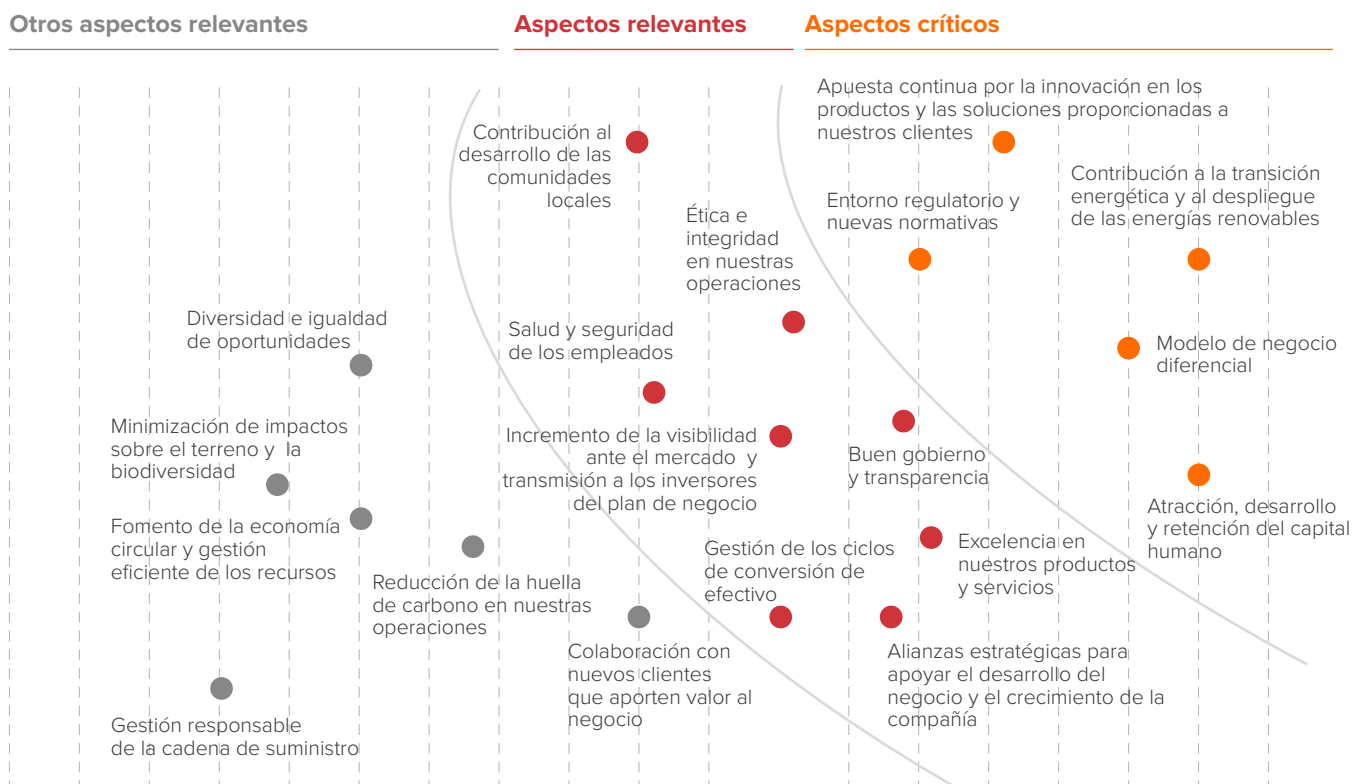 Otros aspectos relevantes
Aspectos relevantes
Aspectos críticos
Apuesta continua por la innovación en los
productos y las soluciones proporcionadas a
nuestros clientes
Contribución al
desarrollo de las
comunidades
locales
Contribución a la transición
energética y al despliegue
de las energías renovables
Entorno regulatorio y
nuevas normativas
Ética e
integridad
en nuestras
operaciones
Diversidad e igualdad
de oportunidades
Salud y seguridad
de los empleados
Modelo de negocio
diferencial
Minimización de impactos
sobre el terreno y la
biodiversidad
Incremento de la visibilidad
ante el mercado y
transmisión a los inversores
del plan de negocio
Buen gobierno
y transparencia
Atracción, desarrollo
y retención del capital
humano
Fomento de la economía
circular y gestión
eficiente de los recursos
Gestión de los ciclos
de conversión de
efectivo
Excelencia en
nuestros productos
y servicios
Reducción de la huella
de carbono en nuestras
operaciones
Colaboración con
nuevos clientes
que aporten valor al
negocio
Alianzas estratégicas para
apoyar el desarrollo del
negocio y el crecimiento de la
compañía
Gestión responsable
de la cadena de suministro